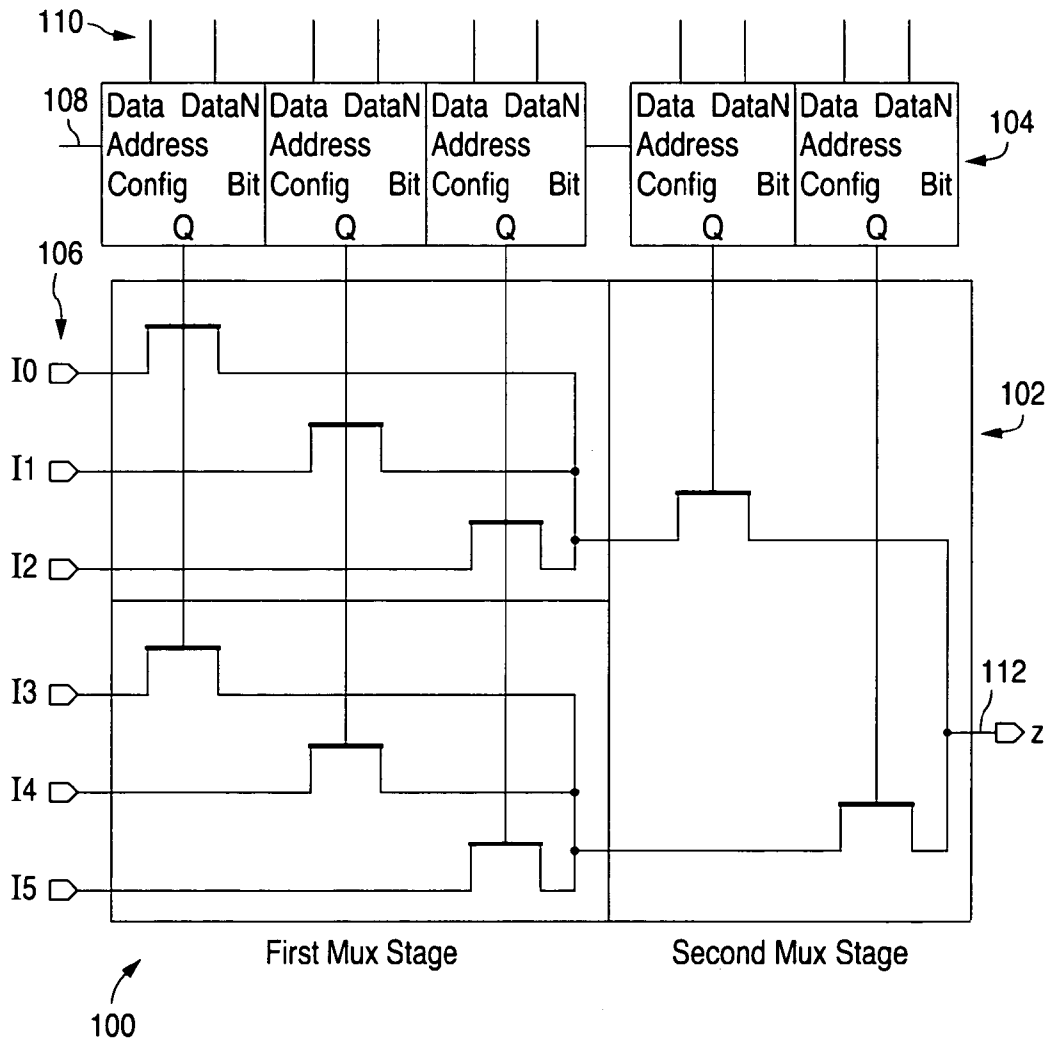 110
108
Data DataN Data DataN Data DataN Data DataN Data DataN
Address Address Address Address Address
Config Bit Config Bit Config Bit Config Bit Config Bit
Q Q Q Q Q
104
106
I0
102
I1
I2
I3
112
z
I4
I5
First Mux Stage Second Mux Stage
100